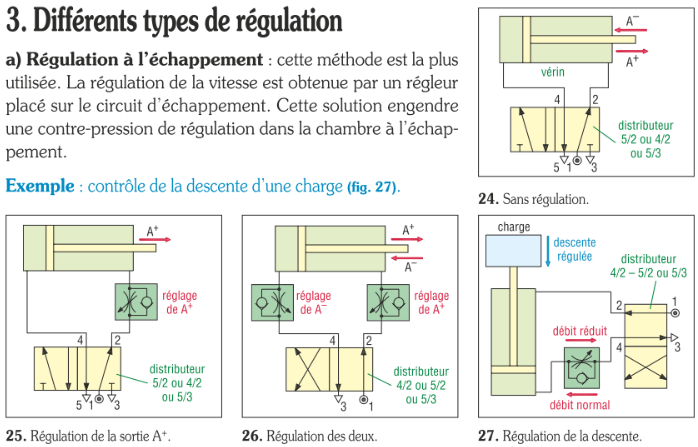 3. Différents types de régulation
a) Régulation à l'échappement : cette méthode est la plus
utilisée. La régulation de la vitesse est obtenue par un régleur
placé sur le circuit d'échappement. Cette solution engendre
une contre-pression de régulation dans la chambre à l'échap-
pement.
Exemple : contrôle de la descente d'une charge (fig. 27).
A−
A+
vérin
4 2
distributeur
5/2 ou 4/2
ou 5/3
5 1 3
24. Sans régulation.
A+
réglage
de A+
4 2
distributeur
5/2 ou 4/2
ou 5/3
5 1 3
25. Régulation de la sortie A+.
A+
A−
réglage
de A−
réglage
de A+
4 2
distributeur
4/2 ou 5/2
ou 5/3
3 1
26. Régulation des deux.
charge
descente
régulée
distributeur
4/2 – 5/2 ou 5/3
2 1
débit réduit
4 3
débit normal
27. Régulation de la descente.